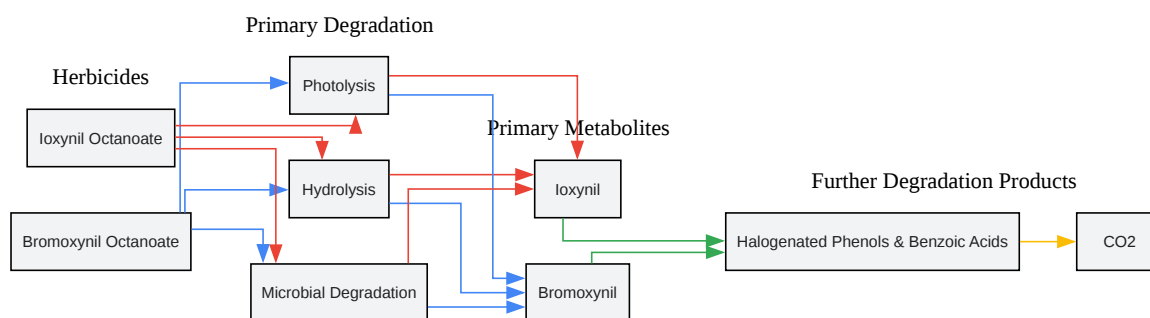 Primary Degradation
Herbicides
Photolysis
Ioxynil Octanoate
Primary Metabolites
Hydrolysis
Ioxynil
Further Degradation Products
Bromoxynil Octanoate
Halogenated Phenols & Benzoic Acids
CO2
Microbial Degradation
Bromoxynil